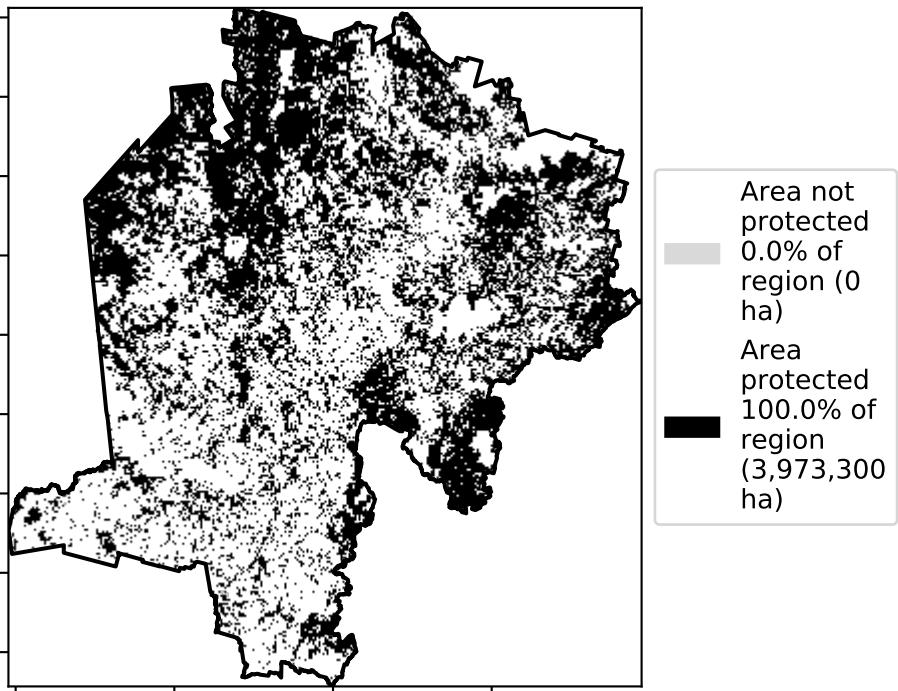 Area not
protected
0.0% of
region (0
ha)
Area
protected
100.0% of
region
(3,973,300
ha)